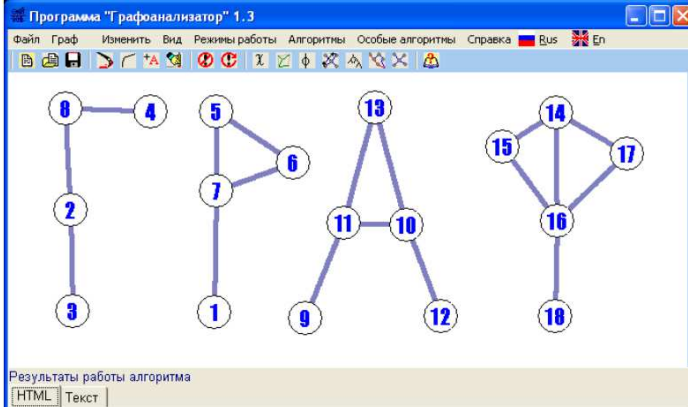 Программа "Графоанализатор" 1.3
Файл Граф Изменить Вид Режимы работы Алгоритмы Особые алгоритмы Справка Rus En
8 4 5 13 14
15 6 17
7
2 11 10 16
3 1 9 12 18
Результаты работы алгоритма
HTML Текст